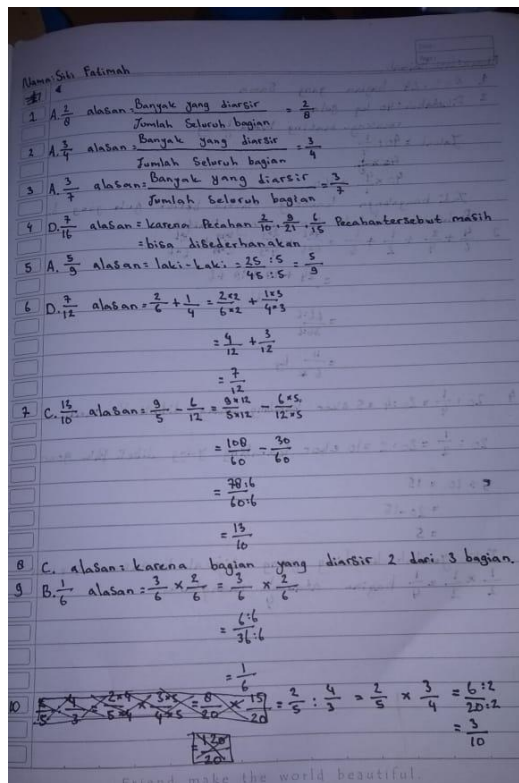 Nama: Siti Fatimah
1 A. 2/8 alasan = Banyak yang diarsir / Jumlah Seluruh bagian = 2/8
2 A. 3/4 alasan = Banyak yang diarsir / Jumlah Seluruh bagian = 3/4
3 A. 3/7 alasan = Banyak yang diarsir / Jumlah Seluruh bagian = 3/7
4 D. 7/16 alasan = karena Pecahan 2/10, 9/21, 6/15 Pecahan tersebut masih
= bisa disederhanakan
5 A. 5/9 alasan = laki-laki = 25:5 / 45:5 = 5/9
6 D. 7/12 alasan = 2/6 + 1/4 = 2×2 / 6×2 + 1×3 / 4×3
= 4/12 + 3/12
= 7/12
7 C. 13/10 alasan = 9/5 - 6/12 = 9×12 / 5×12 - 6×5 / 12×5
= 108/60 - 30/60
= 78:6 / 60:6
= 13/10
8 C. alasan = karena bagian yang diarsir 2 dari 3 bagian.
9 B. 1/6 alasan = 3/6 × 2/6 = 3/6 × 2/6
= 6:6 / 36:6
= 1/6
10 = 2/5 : 4/3 = 2/5 × 3/4 = 6:2 / 20:2
= 3/10
Friend make the world beautiful.